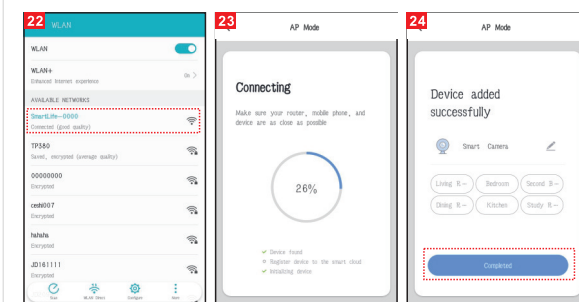 22
WLAN
WLAN
WLAN+
Enhanced Internet experience
On >
AVAILABLE NETWORKS
SmartLife-0000
Connected (good quality)
TP380
Saved, encrypted (average quality)
00000000
Encrypted
ceshi007
Encrypted
hahaha
Encrypted
JD161111
Encrypted
Scan
WLAN Direct
Configure
More
23
AP Mode
Connecting
Make sure your router, mobile phone, and
device are as close as possible
26%
Device found
Register device to the smart cloud
Initializing device
24
AP Mode
Device added
successfully
Smart Camera
Living R…
Bedroom
Second B…
Dining R…
Kitchen
Study R…
Completed